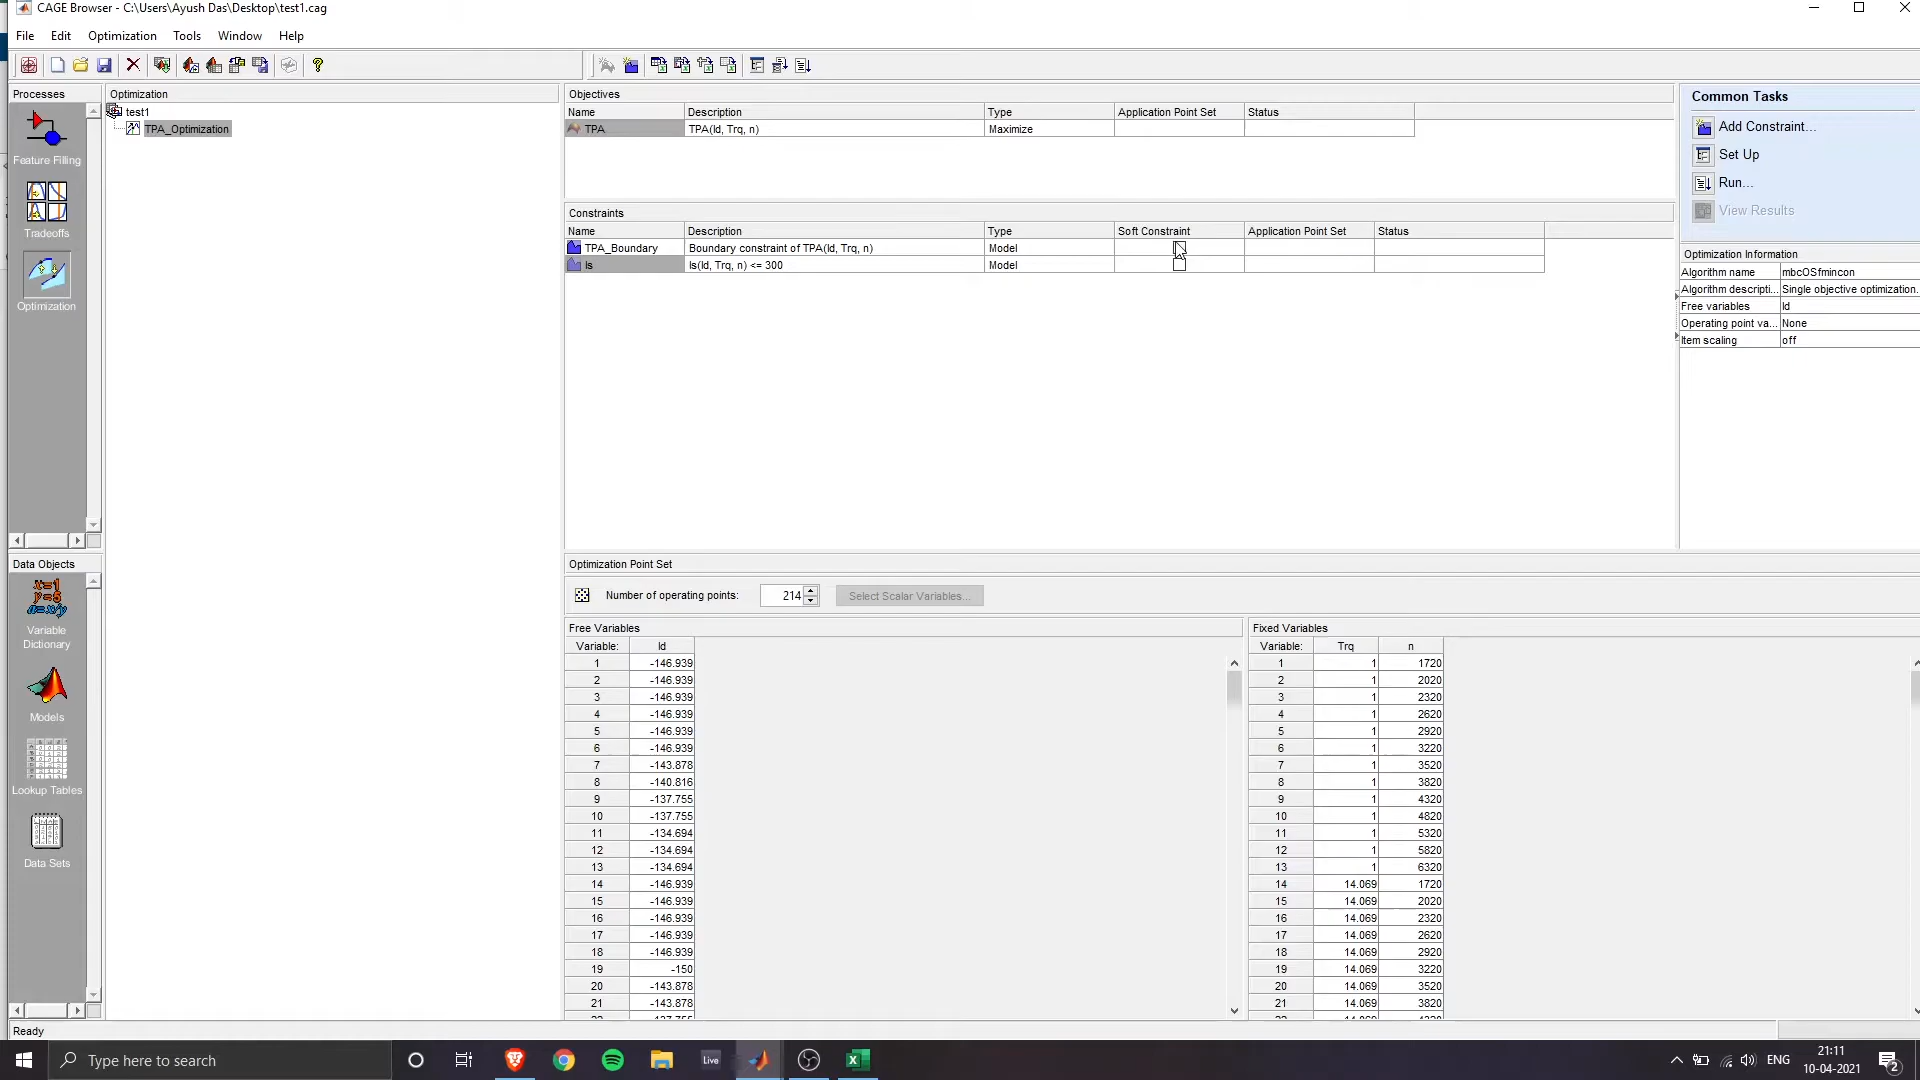 CAGE Browser - C:\Users\Ayush Das\Desktop\test1.cag
File Edit Optimization Tools Window Help
Processes
Feature Filling
Tradeoffs
Optimization
Data Objects
Variable Dictionary
Models
Lookup Tables
Data Sets
Optimization
test1
TPA_Optimization
Objectives
Name Description Type Application Point Set Status
TPA TPA(Id, Trq, n) Maximize
Constraints
Name Description Type Soft Constraint Application Point Set Status
TPA_Boundary Boundary constraint of TPA(Id, Trq, n) Model
Is Is(Id, Trq, n) <= 300 Model
Common Tasks
Add Constraint...
Set Up
Run...
View Results
Optimization Information
Algorithm name mbcOSfmincon
Algorithm descripti... Single objective optimization.
Free variables Id
Operating point va... None
Item scaling off
Optimization Point Set
Number of operating points: 214 Select Scalar Variables...
Free Variables
Variable: Id
1 -146.939
2 -146.939
3 -146.939
4 -146.939
5 -146.939
6 -146.939
7 -143.878
8 -140.816
9 -137.755
10 -137.755
11 -134.694
12 -134.694
13 -134.694
14 -146.939
15 -146.939
16 -146.939
17 -146.939
18 -146.939
19 -150
20 -143.878
21 -143.878
Fixed Variables
Variable: Trq n
1 1 1720
2 1 2020
3 1 2320
4 1 2620
5 1 2920
6 1 3220
7 1 3520
8 1 3820
9 1 4320
10 1 4820
11 1 5320
12 1 5820
13 1 6320
14 14.069 1720
15 14.069 2020
16 14.069 2320
17 14.069 2620
18 14.069 2920
19 14.069 3220
20 14.069 3520
21 14.069 3820
Ready
Type here to search
Live
ENG
21:11
10-04-2021
2